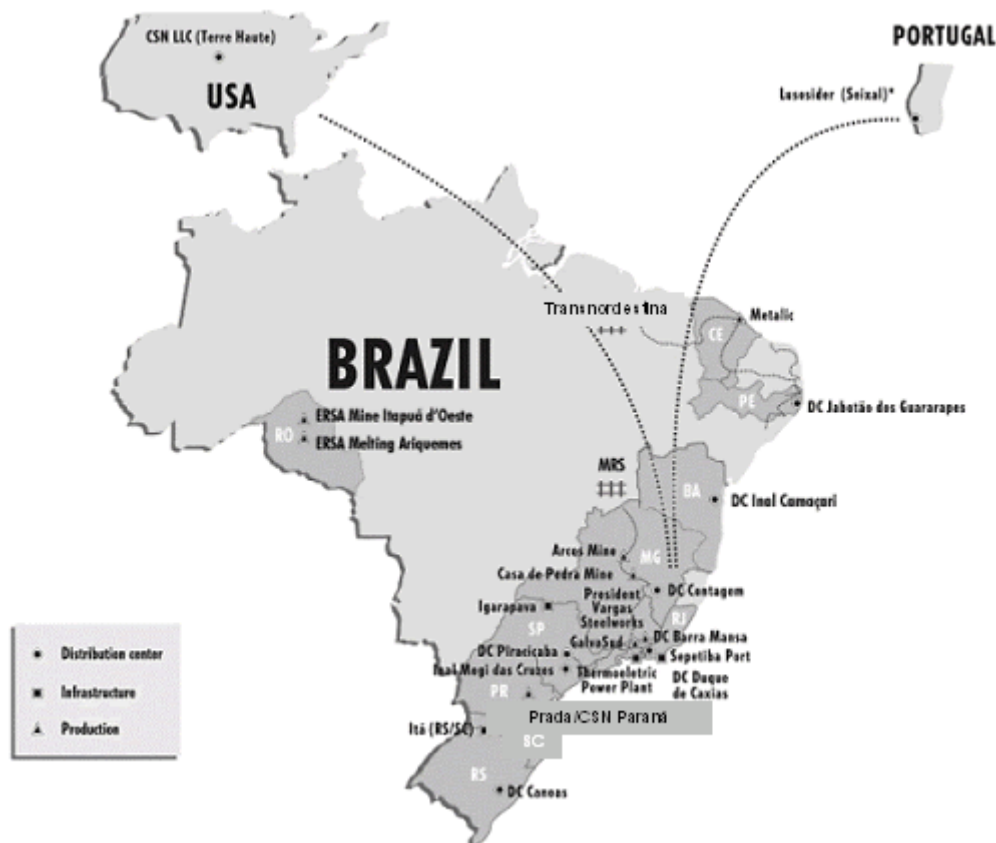 CSN LLC (Terre Haute)
USA
PORTUGAL
Lusosider (Seixal)*
Transnordestina
Metalic
CE
BRAZIL
PE
DC Jabotão dos Guararapes
ERSA Mine Itapuã d'Oeste
RO
ERSA Melting Ariquemes
MRS
BA
DC Inal Camaçari
Arcos Mine
MG
Casa de Pedra Mine
President
Vargas
Steelworks
DC Contagem
Igarapava
RJ
SP
GalvaSud
DC Barra Mansa
DC Piracicaba
Sepetiba Port
Inal Mogi das Cruzes
Thermoeletric
Power Plant
DC Duque
de Caxias
PR
Prada/CSN Paraná
Itá (RS/SC)
SC
RS
DC Canoas
Distribution center
Infrastructure
Production